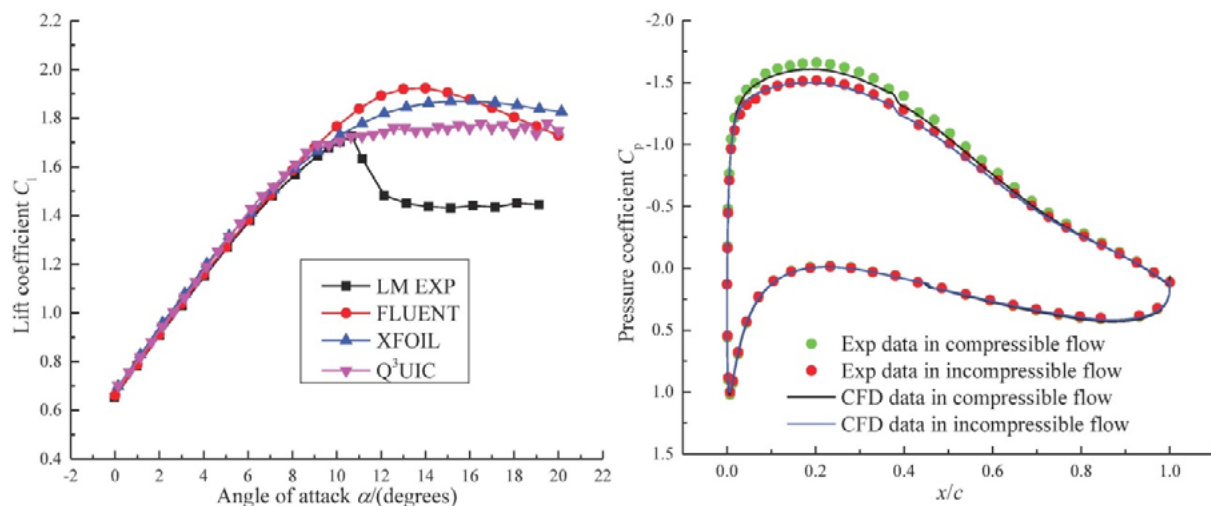 2.2
2.0
1.8
1.6
1.4
1.2
1.0
0.8
0.6
0.4
Lift coefficient C₁
LM EXP
FLUENT
XFOIL
Q³UIC
-2 0 2 4 6 8 10 12 14 16 18 20 22
Angle of attack α/(degrees)
-2.0
-1.5
-1.0
-0.5
0.0
0.5
1.0
1.5
Pressure coefficient Cₚ
Exp data in compressible flow
Exp data in incompressible flow
CFD data in compressible flow
CFD data in incompressible flow
0.0 0.2 0.4 0.6 0.8 1.0
x/c